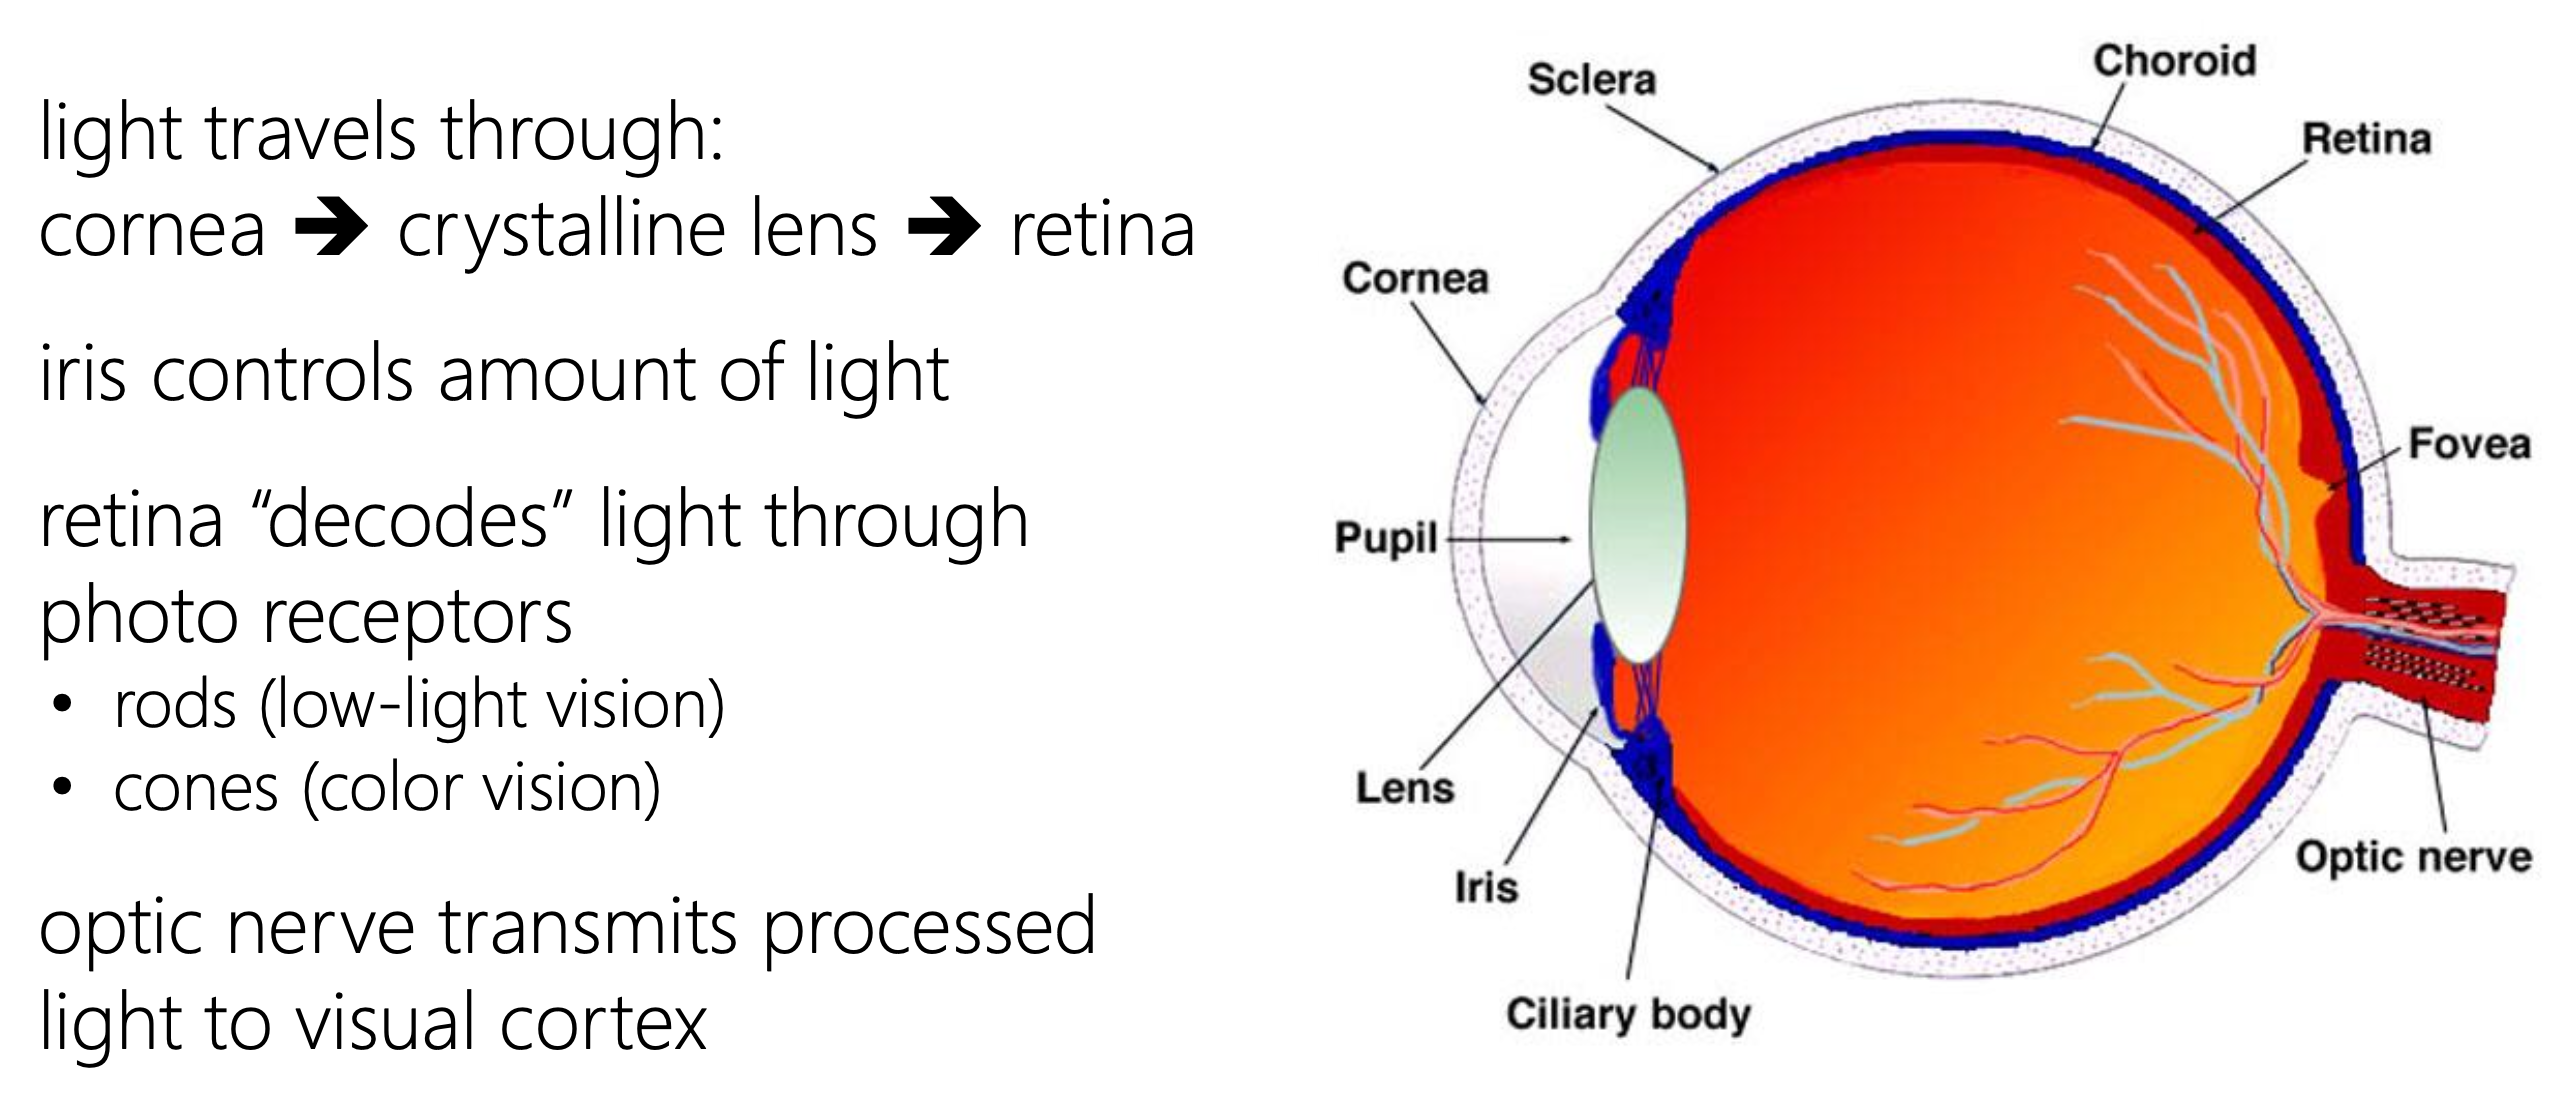 light travels through:
cornea 🡺 crystalline lens 🡺 retina
iris controls amount of light
retina “decodes” light through
photo receptors
• rods (low-light vision)
• cones (color vision)
optic nerve transmits processed
light to visual cortex
Choroid
Sclera
Retina
Cornea
Fovea
Pupil
Lens
Optic nerve
Iris
Ciliary body